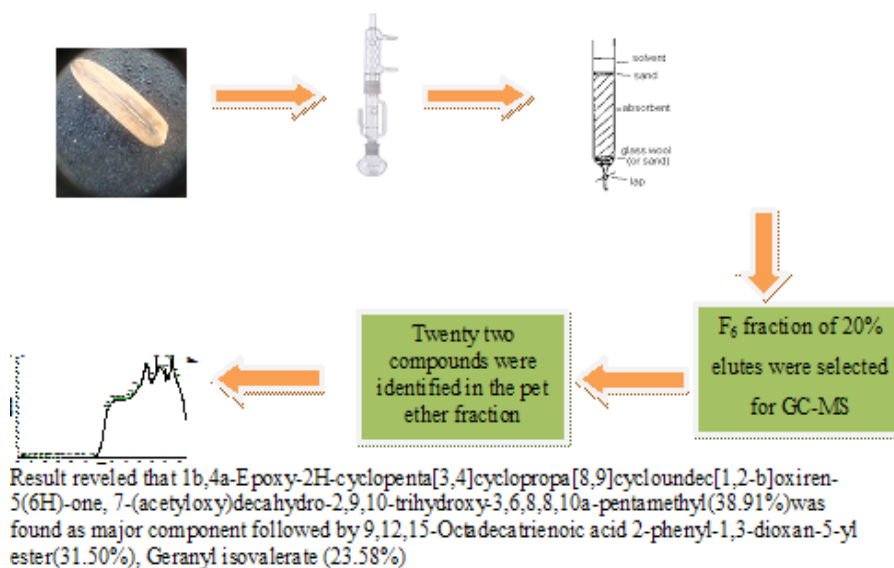 solvent
sand
absorbent
glass wool
(or sand)
tap
F₆ fraction of 20%
elutes were selected
for GC-MS
Twenty two
compounds were
identified in the pet
ether fraction
Result reveled that 1b,4a-Epoxy-2H-cyclopenta[3,4]cyclopropa[8,9]cycloundec[1,2-b]oxiren-
5(6H)-one, 7-(acetyloxy)decahydro-2,9,10-trihydroxy-3,6,8,8,10a-pentamethyl(38.91%)was
found as major component followed by 9,12,15-Octadecatrienoic acid 2-phenyl-1,3-dioxan-5-yl
ester(31.50%), Geranyl isovalerate (23.58%)